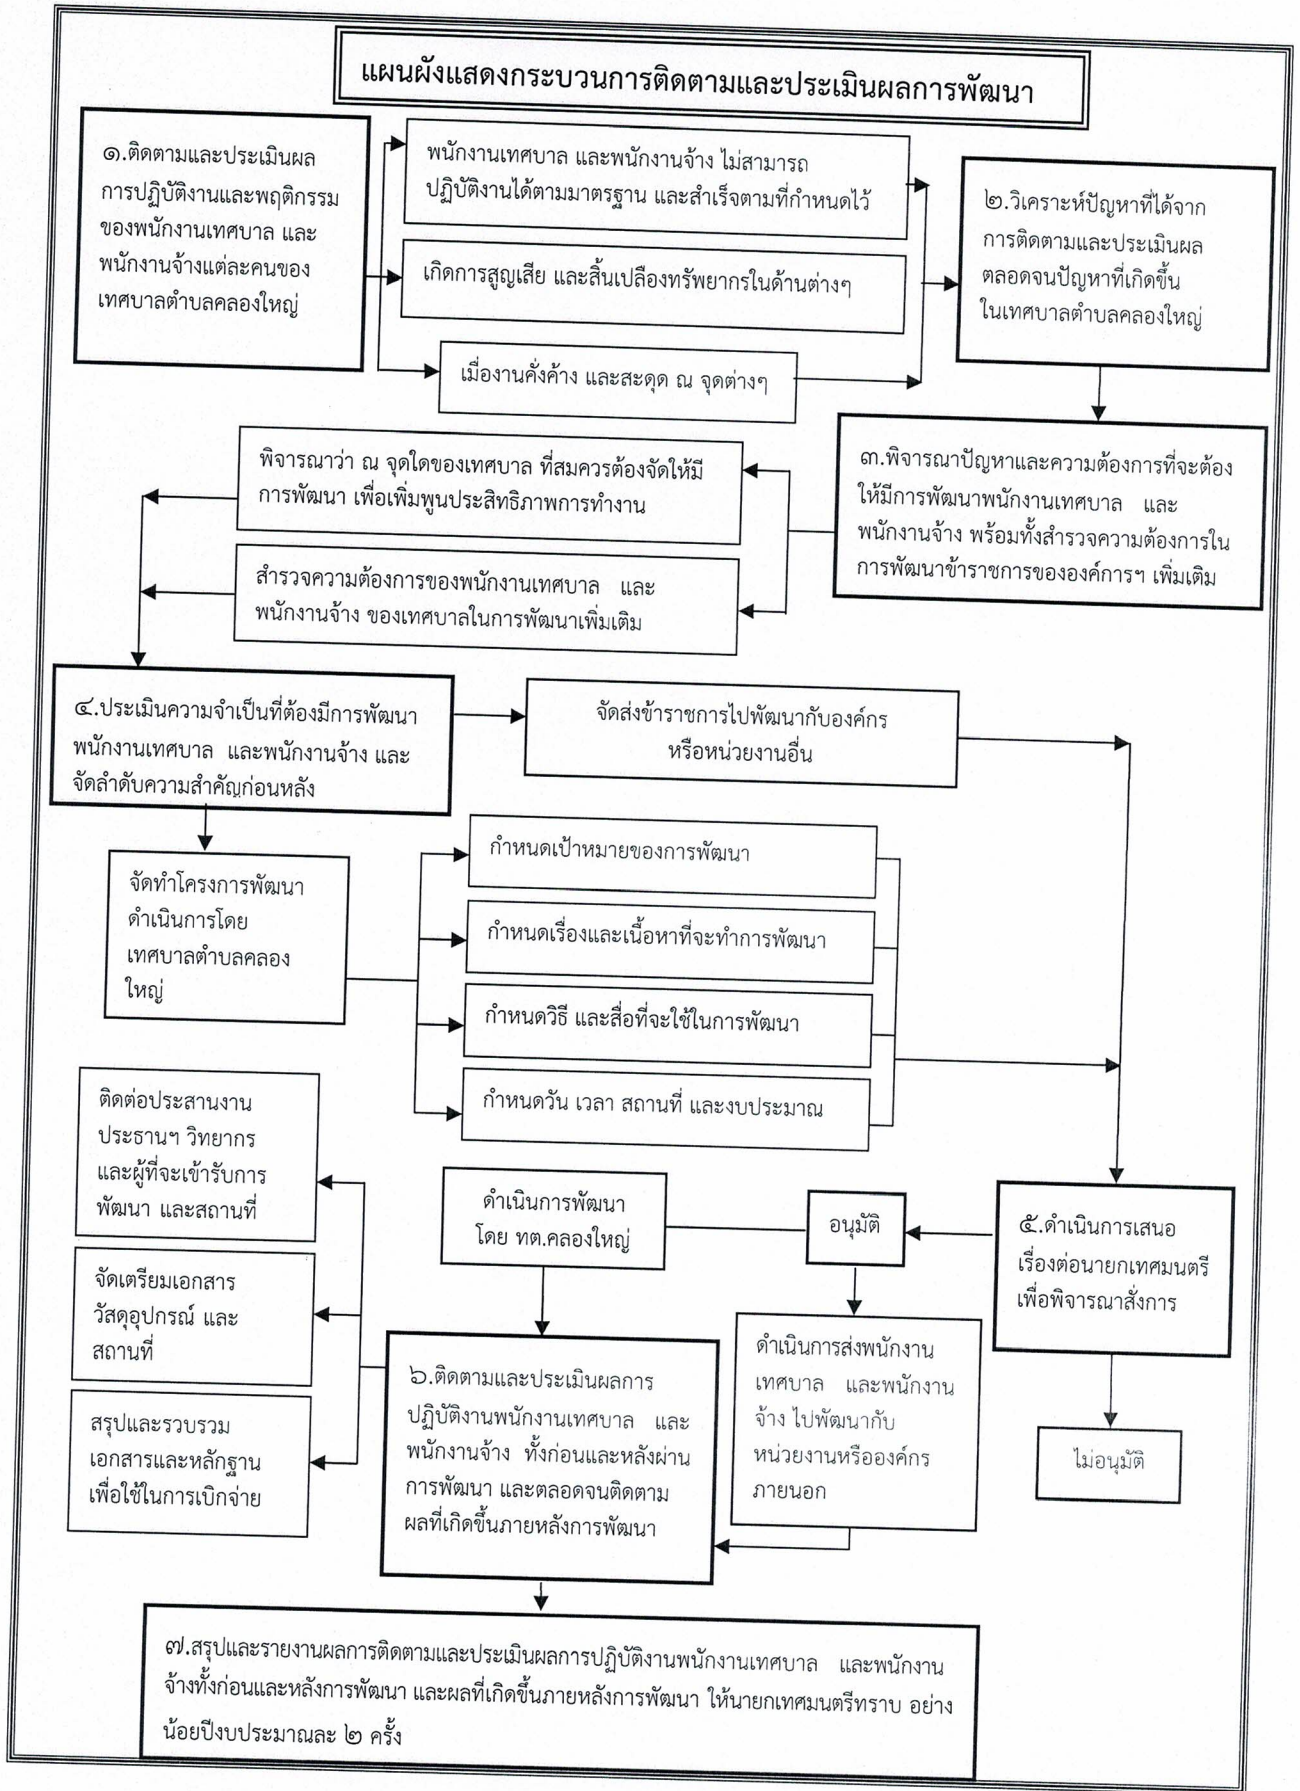 แผนผังแสดงกระบวนการติดตามและประเมินผลการพัฒนา
๑.ติดตามและประเมินผล
การปฏิบัติงานและพฤติกรรม
ของพนักงานเทศบาล และ
พนักงานจ้างแต่ละคนของ
เทศบาลตำบลคลองใหญ่
พนักงานเทศบาล และพนักงานจ้าง ไม่สามารถ
ปฏิบัติงานได้ตามมาตรฐาน และสำเร็จตามที่กำหนดไว้
เกิดการสูญเสีย และสิ้นเปลืองทรัพยากรในด้านต่างๆ
เมื่องานคั่งค้าง และสะดุด ณ จุดต่างๆ
๒.วิเคราะห์ปัญหาที่ได้จาก
การติดตามและประเมินผล
ตลอดจนปัญหาที่เกิดขึ้น
ในเทศบาลตำบลคลองใหญ่
๓.พิจารณาปัญหาและความต้องการที่จะต้อง
ให้มีการพัฒนาพนักงานเทศบาล และ
พนักงานจ้าง พร้อมทั้งสำรวจความต้องการใน
การพัฒนาข้าราชการขององค์การฯ เพิ่มเติม
พิจารณาว่า ณ จุดใดของเทศบาล ที่สมควรต้องจัดให้มี
การพัฒนา เพื่อเพิ่มพูนประสิทธิภาพการทำงาน
สำรวจความต้องการของพนักงานเทศบาล และ
พนักงานจ้าง ของเทศบาลในการพัฒนาเพิ่มเติม
๔.ประเมินความจำเป็นที่ต้องมีการพัฒนา
พนักงานเทศบาล และพนักงานจ้าง และ
จัดลำดับความสำคัญก่อนหลัง
จัดส่งข้าราชการไปพัฒนากับองค์กร
หรือหน่วยงานอื่น
จัดทำโครงการพัฒนา
ดำเนินการโดย
เทศบาลตำบลคลอง
ใหญ่
กำหนดเป้าหมายของการพัฒนา
กำหนดเรื่องและเนื้อหาที่จะทำการพัฒนา
กำหนดวิธี และสื่อที่จะใช้ในการพัฒนา
กำหนดวัน เวลา สถานที่ และงบประมาณ
๕.ดำเนินการเสนอ
เรื่องต่อนายกเทศมนตรี
เพื่อพิจารณาสั่งการ
อนุมัติ
ไม่อนุมัติ
ดำเนินการพัฒนา
โดย ทต.คลองใหญ่
ดำเนินการส่งพนักงาน
เทศบาล และพนักงาน
จ้าง ไปพัฒนากับ
หน่วยงานหรือองค์กร
ภายนอก
ติดต่อประสานงาน
ประธานฯ วิทยากร
และผู้ที่จะเข้ารับการ
พัฒนา และสถานที่
จัดเตรียมเอกสาร
วัสดุอุปกรณ์ และ
สถานที่
สรุปและรวบรวม
เอกสารและหลักฐาน
เพื่อใช้ในการเบิกจ่าย
๖.ติดตามและประเมินผลการ
ปฏิบัติงานพนักงานเทศบาล และ
พนักงานจ้าง ทั้งก่อนและหลังผ่าน
การพัฒนา และตลอดจนติดตาม
ผลที่เกิดขึ้นภายหลังการพัฒนา
๗.สรุปและรายงานผลการติดตามและประเมินผลการปฏิบัติงานพนักงานเทศบาล และพนักงาน
จ้างทั้งก่อนและหลังการพัฒนา และผลที่เกิดขึ้นภายหลังการพัฒนา ให้นายกเทศมนตรีทราบ อย่าง
น้อยปีงบประมาณละ ๒ ครั้ง